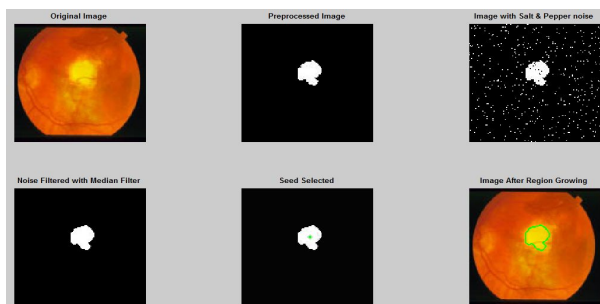 Original Image
Preprocessed Image
Image with Salt & Pepper noise
Noise Filtered with Median Filter
Seed Selected
Image After Region Growing